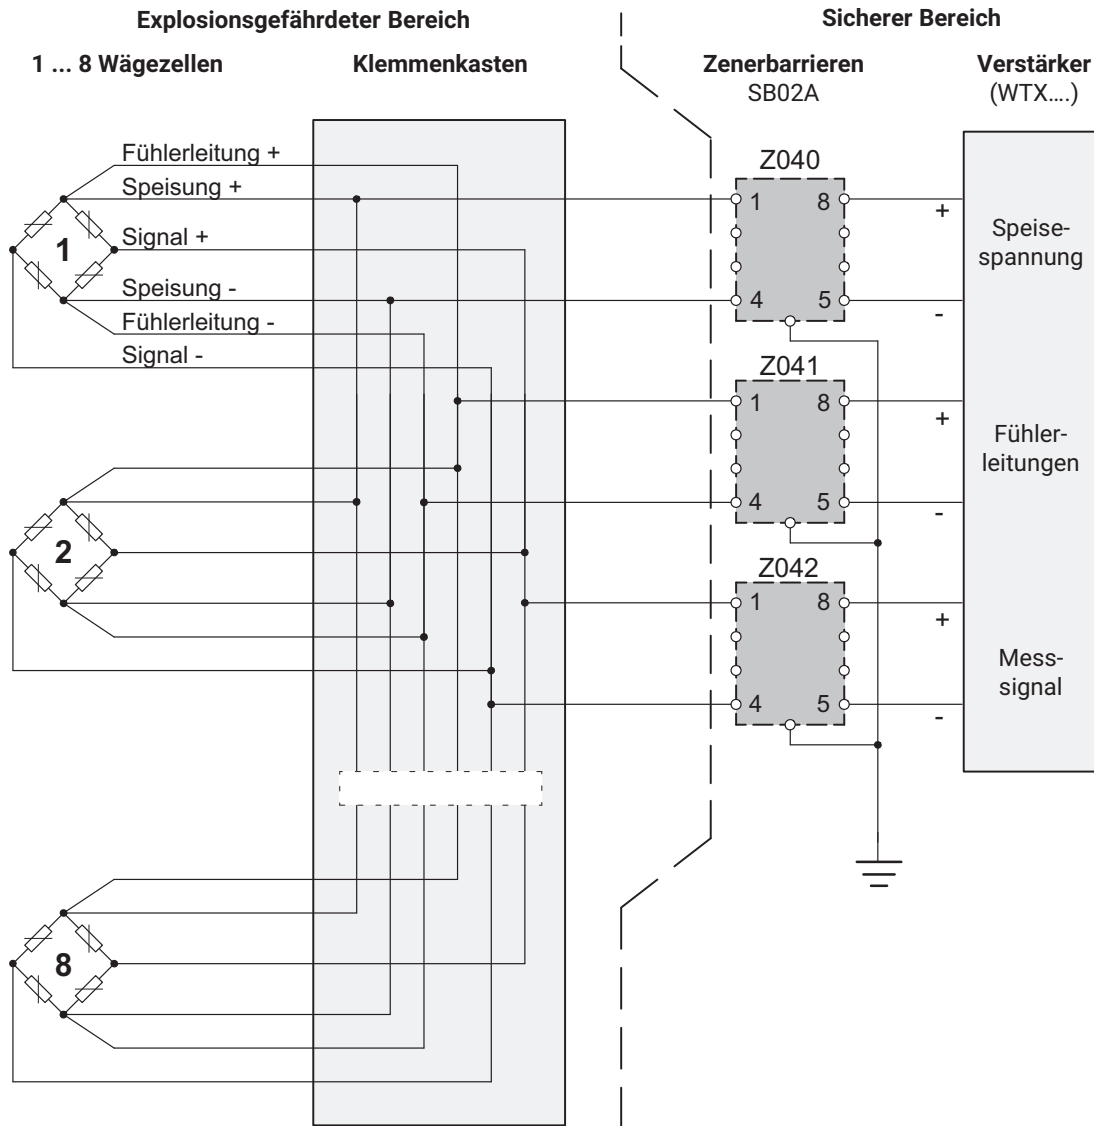 Explosionsgefährdeter Bereich
Sicherer Bereich
1 ... 8 Wägezellen
Klemmenkasten
Zenerbarrieren
SB02A
Verstärker
(WTX....)
Fühlerleitung +
Speisung +
Signal +
Speisung -
Fühlerleitung -
Signal -
1
2
8
Z040
1 8
4 5
+
-
Speise-
spannung
Z041
1 8
4 5
+
-
Fühler-
leitungen
Z042
1 8
4 5
+
-
Mess-
signal